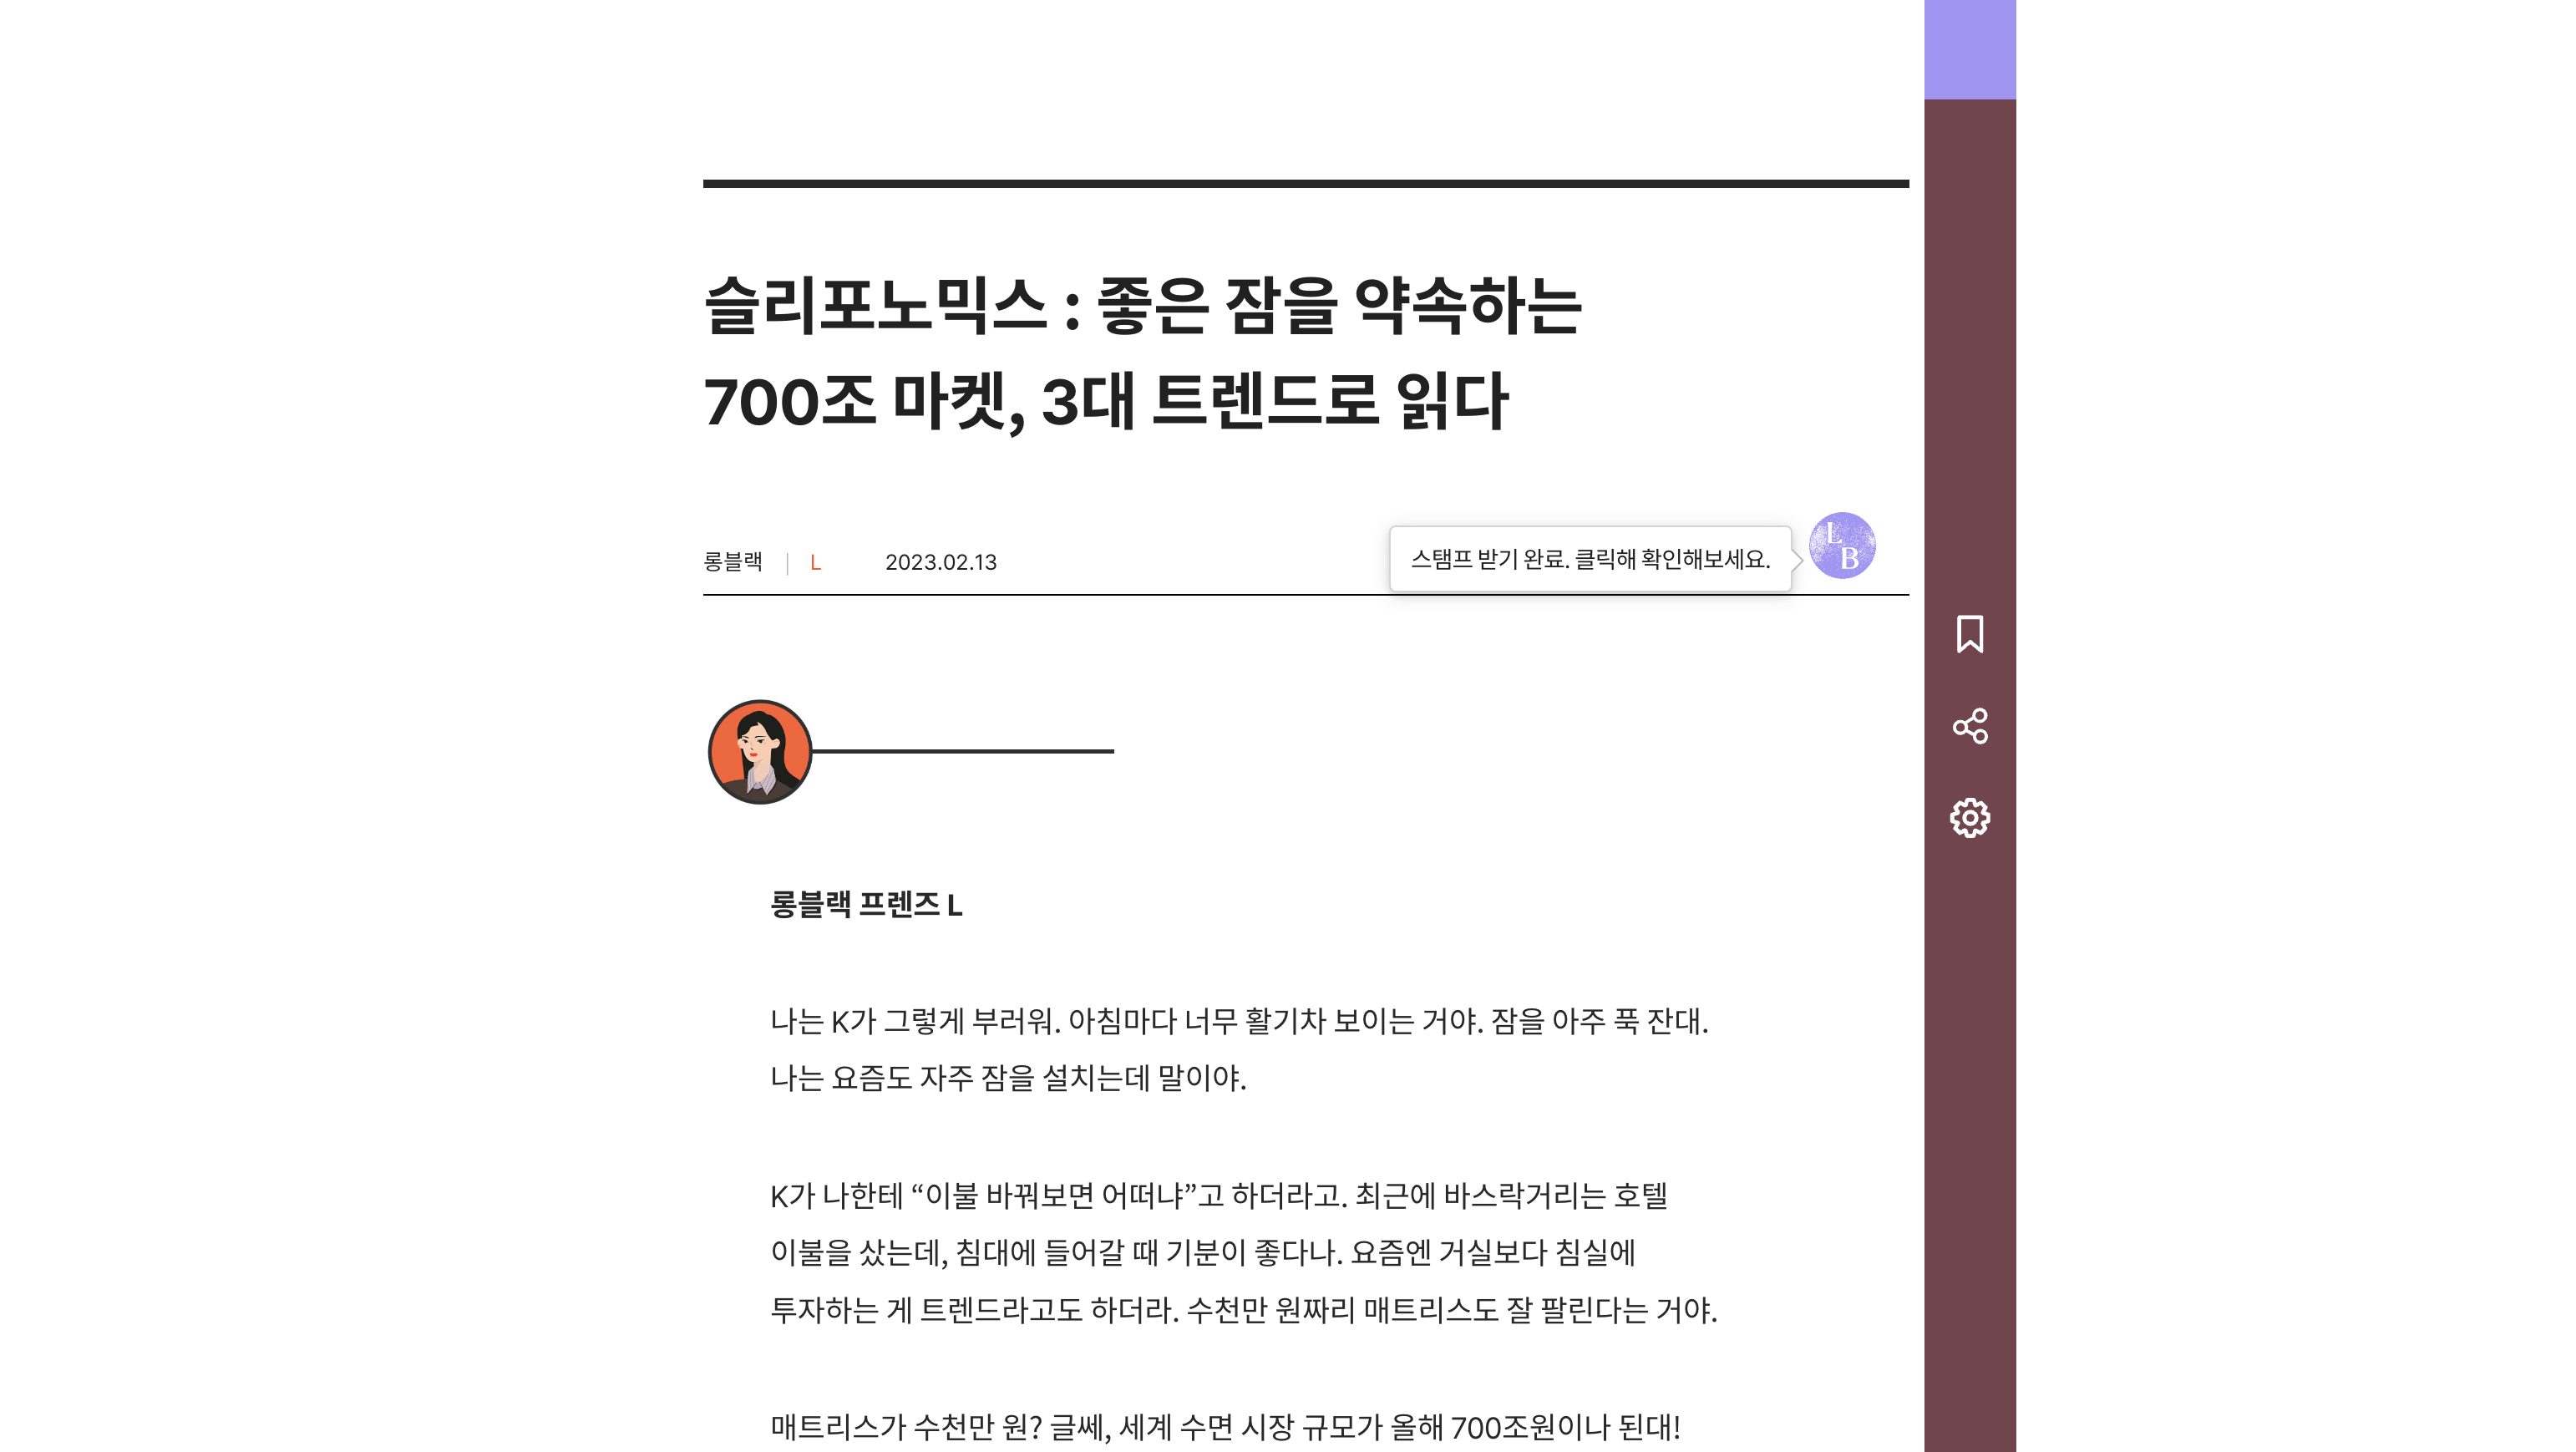 슬리포노믹스 : 좋은 잠을 약속하는
700조 마켓, 3대 트렌드로 읽다
롱블랙 | L 2023.02.13
스탬프 받기 완료. 클릭해 확인해보세요.
L
B
롱블랙 프렌즈 L
나는 K가 그렇게 부러워. 아침마다 너무 활기차 보이는 거야. 잠을 아주 푹 잔대.
나는 요즘도 자주 잠을 설치는데 말이야.
K가 나한테 “이불 바꿔보면 어떠냐”고 하더라고. 최근에 바스락거리는 호텔
이불을 샀는데, 침대에 들어갈 때 기분이 좋다나. 요즘엔 거실보다 침실에
투자하는 게 트렌드라고도 하더라. 수천만 원짜리 매트리스도 잘 팔린다는 거야.
매트리스가 수천만 원? 글쎄, 세계 수면 시장 규모가 올해 700조원이나 된대!